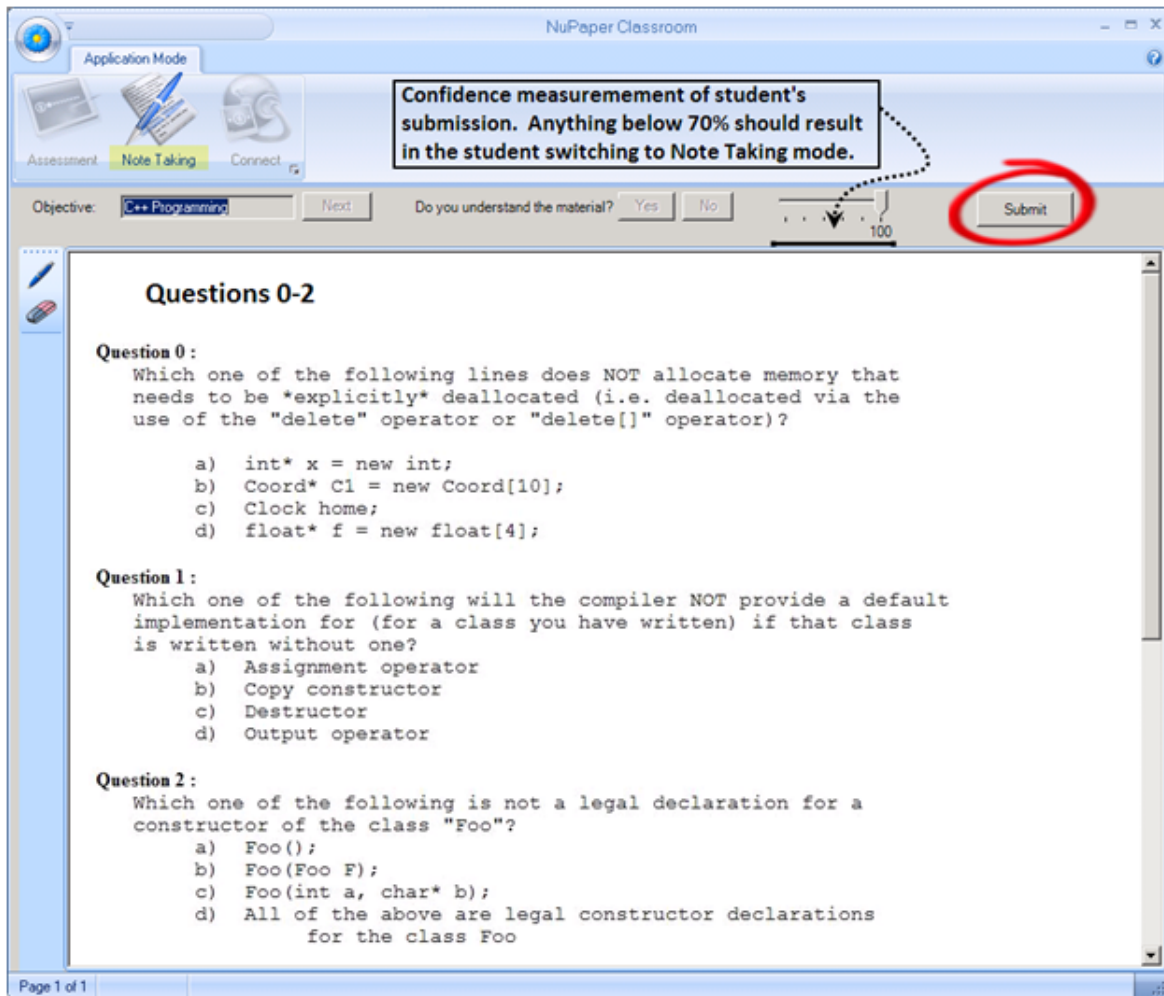 NuPaper Classroom
Application Mode
Assessment
Note Taking
Connect
Confidence measuremement of student's
submission.  Anything below 70% should result
in the student switching to Note Taking mode.
Objective:
C++ Programming
Next
Do you understand the material?
Yes
No
100
Submit
Questions 0-2
Question 0 :
Which one of the following lines does NOT allocate memory that
needs to be *explicitly* deallocated (i.e. deallocated via the
use of the "delete" operator or "delete[]" operator)?
a)   int* x = new int;
b)   Coord* C1 = new Coord[10];
c)   Clock home;
d)   float* f = new float[4];
Question 1 :
Which one of the following will the compiler NOT provide a default
implementation for (for a class you have written) if that class
is written without one?
a)   Assignment operator
b)   Copy constructor
c)   Destructor
d)   Output operator
Question 2 :
Which one of the following is not a legal declaration for a
constructor of the class "Foo"?
a)   Foo();
b)   Foo(Foo F);
c)   Foo(int a, char* b);
d)   All of the above are legal constructor declarations
for the class Foo
Page 1 of 1